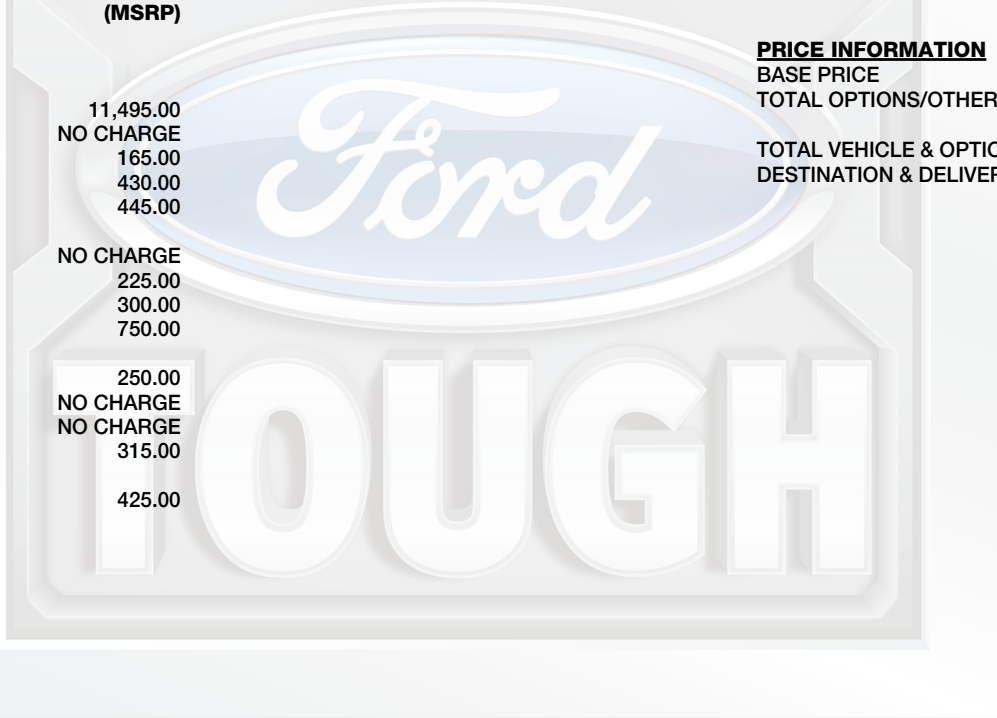 (MSRP)
11,495.00
NO CHARGE
165.00
430.00
445.00
NO CHARGE
225.00
300.00
750.00
250.00
NO CHARGE
NO CHARGE
315.00
425.00
PRICE INFORMATION
BASE PRICE
TOTAL OPTIONS/OTHER
TOTAL VEHICLE & OPTIO
DESTINATION & DELIVER
Ford
TOUGH